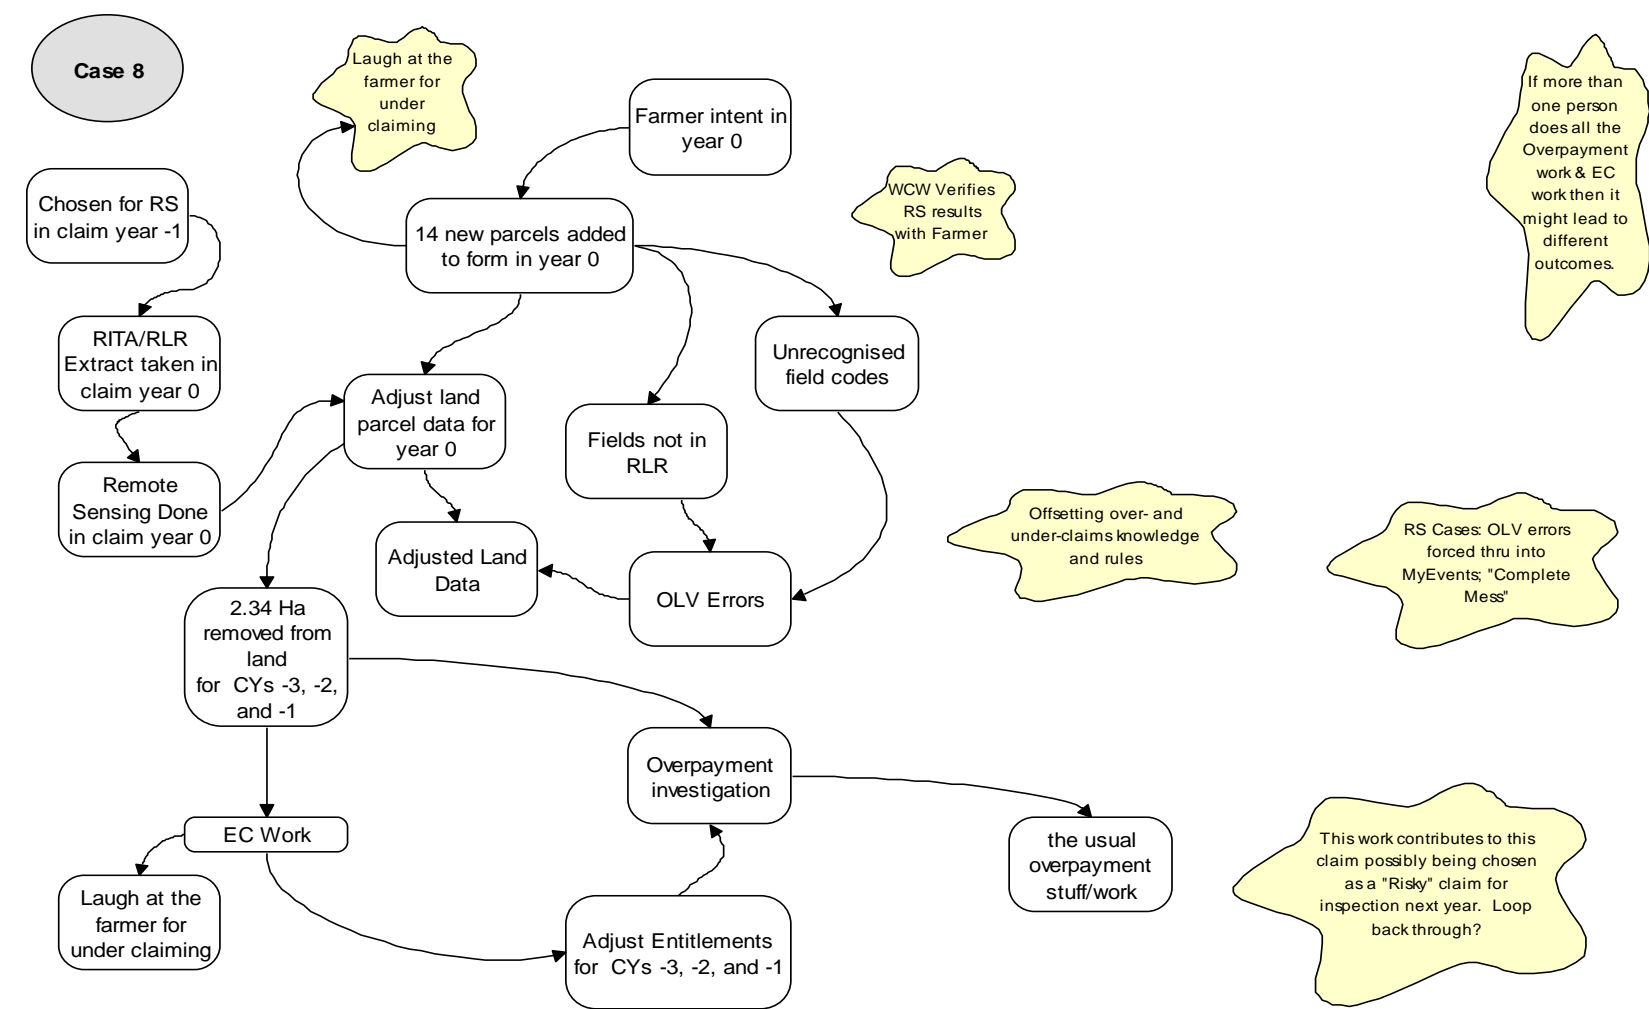 Case 8
Laugh at the
farmer for
under
claiming
Farmer intent in
year 0
If more than
one person
does all the
Overpayment
work & EC
work then it
might lead to
different
outcomes.
Chosen for RS
in claim year -1
WCW Verifies
RS results
with Farmer
14 new parcels added
to form in year 0
RITA/RLR
Extract taken in
claim year 0
Unrecognised
field codes
Adjust land
parcel data for
year 0
Fields not in
RLR
Remote
Sensing Done
in claim year 0
Adjusted Land
Data
OLV Errors
Offsetting over- and
under-claims knowledge
and rules
RS Cases: OLV errors
forced thru into
MyEvents; "Complete
Mess"
2.34 Ha
removed from
land
for CYs -3, -2,
and -1
Overpayment
investigation
EC Work
the usual
overpayment
stuff/work
This work contributes to this
claim possibly being chosen
as a "Risky" claim for
inspection next year. Loop
back through?
Laugh at the
farmer for
under claiming
Adjust Entitlements
for CYs -3, -2, and -1